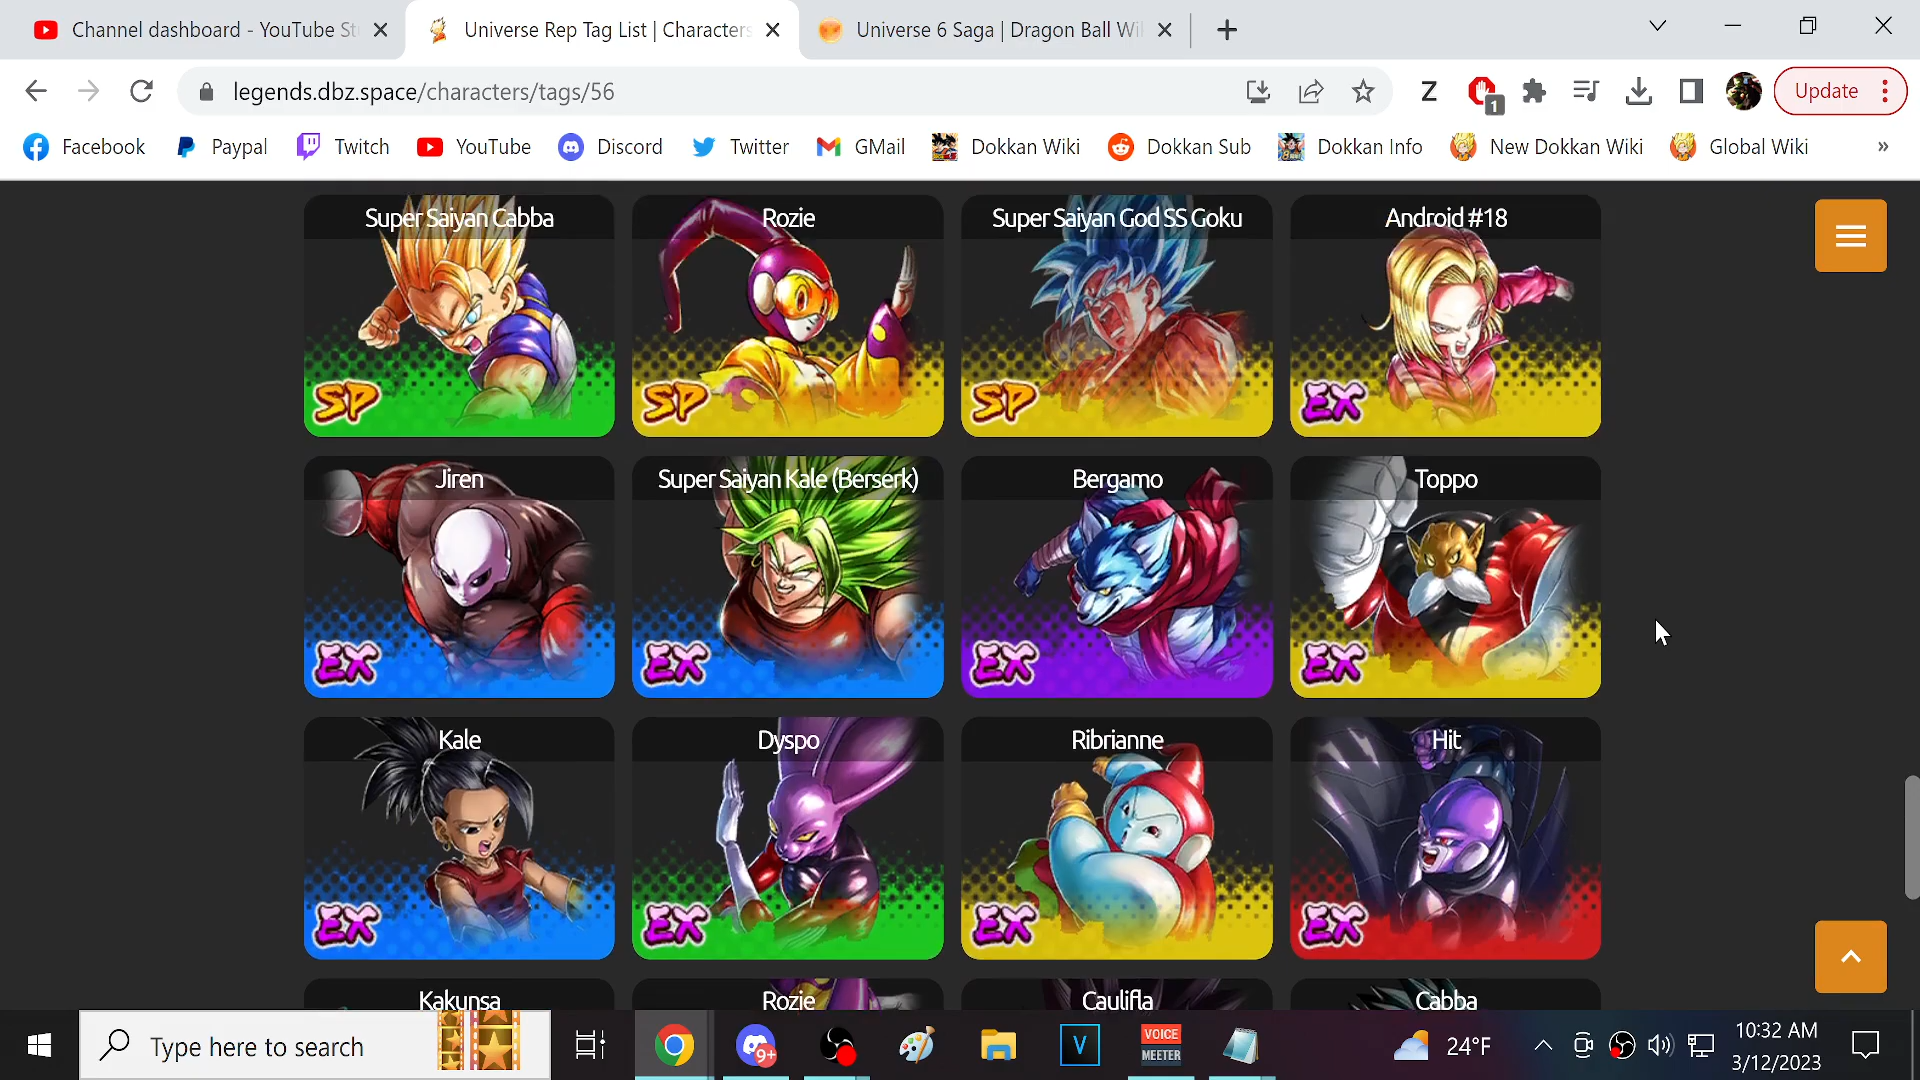 Channel dashboard - YouTube St
Universe Rep Tag List | Characters
Universe 6 Saga | Dragon Ball Wi
legends.dbz.space/characters/tags/56
Z
1
Update
Facebook
Paypal
Twitch
YouTube
Discord
Twitter
GMail
Dokkan Wiki
Dokkan Sub
Dokkan Info
New Dokkan Wiki
Global Wiki
»
Super Saiyan Cabba
Rozie
Super Saiyan God SS Goku
Android #18
SP
SP
SP
EX
Jiren
Super Saiyan Kale (Berserk)
Bergamo
Toppo
EX
EX
EX
EX
Kale
Dyspo
Ribrianne
Hit
EX
EX
EX
EX
Kakunsa
Rozie
Caulifla
Cabba
Type here to search
9+
V
VOICE
MEETER
24°F
10:32 AM
3/12/2023